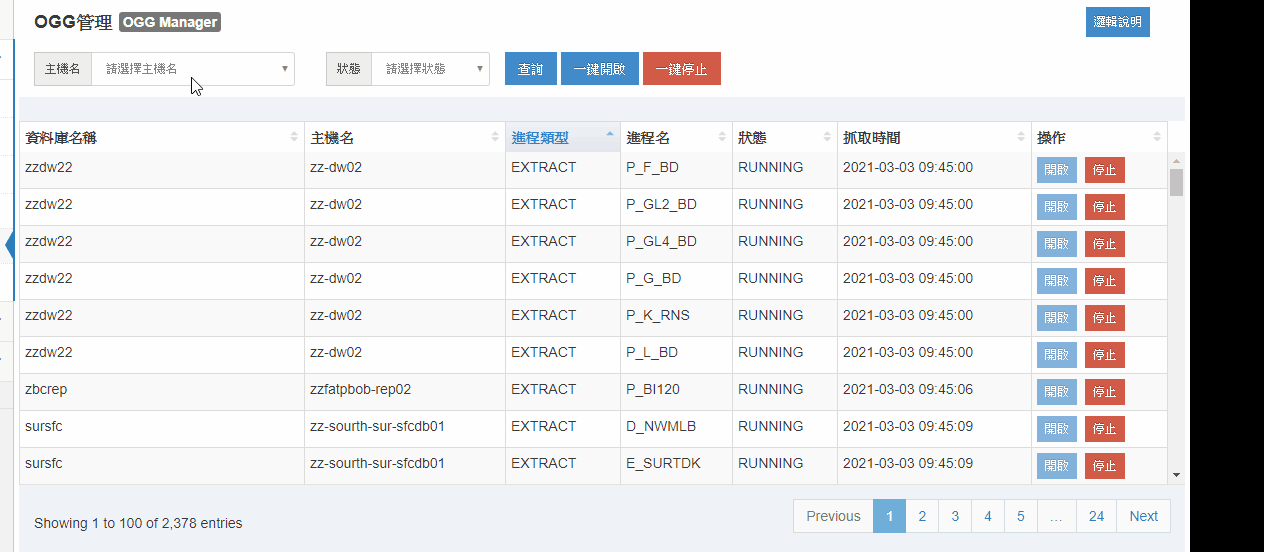 OGG管理 OGG Manager 邏輯說明
主機名 請選擇主機名 狀態 請選擇狀態 查詢 一鍵開啟 一鍵停止
資料庫名稱 主機名 進程類型 進程名 狀態 抓取時間 操作
zzdw22 zz-dw02 EXTRACT P_F_BD RUNNING 2021-03-03 09:45:00 開啟 停止
zzdw22 zz-dw02 EXTRACT P_GL2_BD RUNNING 2021-03-03 09:45:00 開啟 停止
zzdw22 zz-dw02 EXTRACT P_GL4_BD RUNNING 2021-03-03 09:45:00 開啟 停止
zzdw22 zz-dw02 EXTRACT P_G_BD RUNNING 2021-03-03 09:45:00 開啟 停止
zzdw22 zz-dw02 EXTRACT P_K_RNS RUNNING 2021-03-03 09:45:00 開啟 停止
zzdw22 zz-dw02 EXTRACT P_L_BD RUNNING 2021-03-03 09:45:00 開啟 停止
zbcrep zzfatpbob-rep02 EXTRACT P_BI120 RUNNING 2021-03-03 09:45:06 開啟 停止
sursfc zz-sourth-sur-sfcdb01 EXTRACT D_NWMLB RUNNING 2021-03-03 09:45:09 開啟 停止
sursfc zz-sourth-sur-sfcdb01 EXTRACT E_SURTDK RUNNING 2021-03-03 09:45:09 開啟 停止
Showing 1 to 100 of 2,378 entries Previous 1 2 3 4 5 ... 24 Next